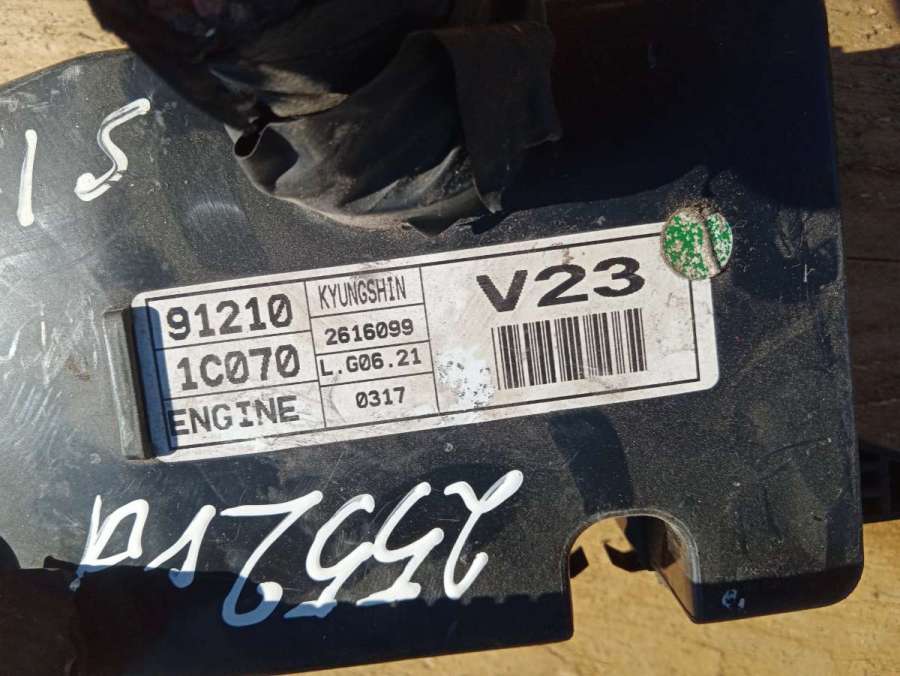 15
91210
1C070
ENGINE
KYUNGSHIN
2616099
L.G06.21
0317
V23